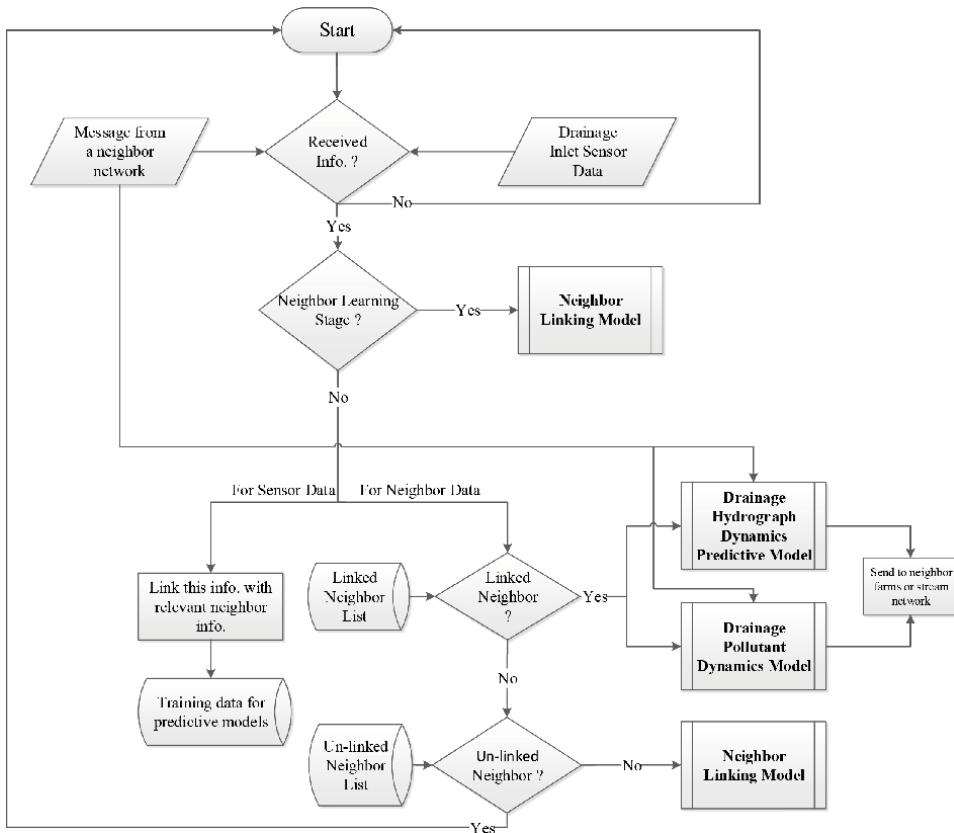 Start
Message from
a neighbor
network
Received
Info. ?
Drainage
Inlet Sensor
Data
No
Yes
Neighbor Learning
Stage ?
Yes
Neighbor
Linking Model
No
For Sensor Data
For Neighbor Data
Link this info. with
relevant neighbor
info.
Training data for
predictive models
Linked
Neighbor
List
Linked
Neighbor
?
Yes
Drainage
Hydrograph
Dynamics
Predictive Model
Drainage
Pollutant
Dynamics Model
Send to neighbor
farms or stream
network
No
Un-linked
Neighbor
List
Un-linked
Neighbor ?
No
Neighbor
Linking Model
Yes